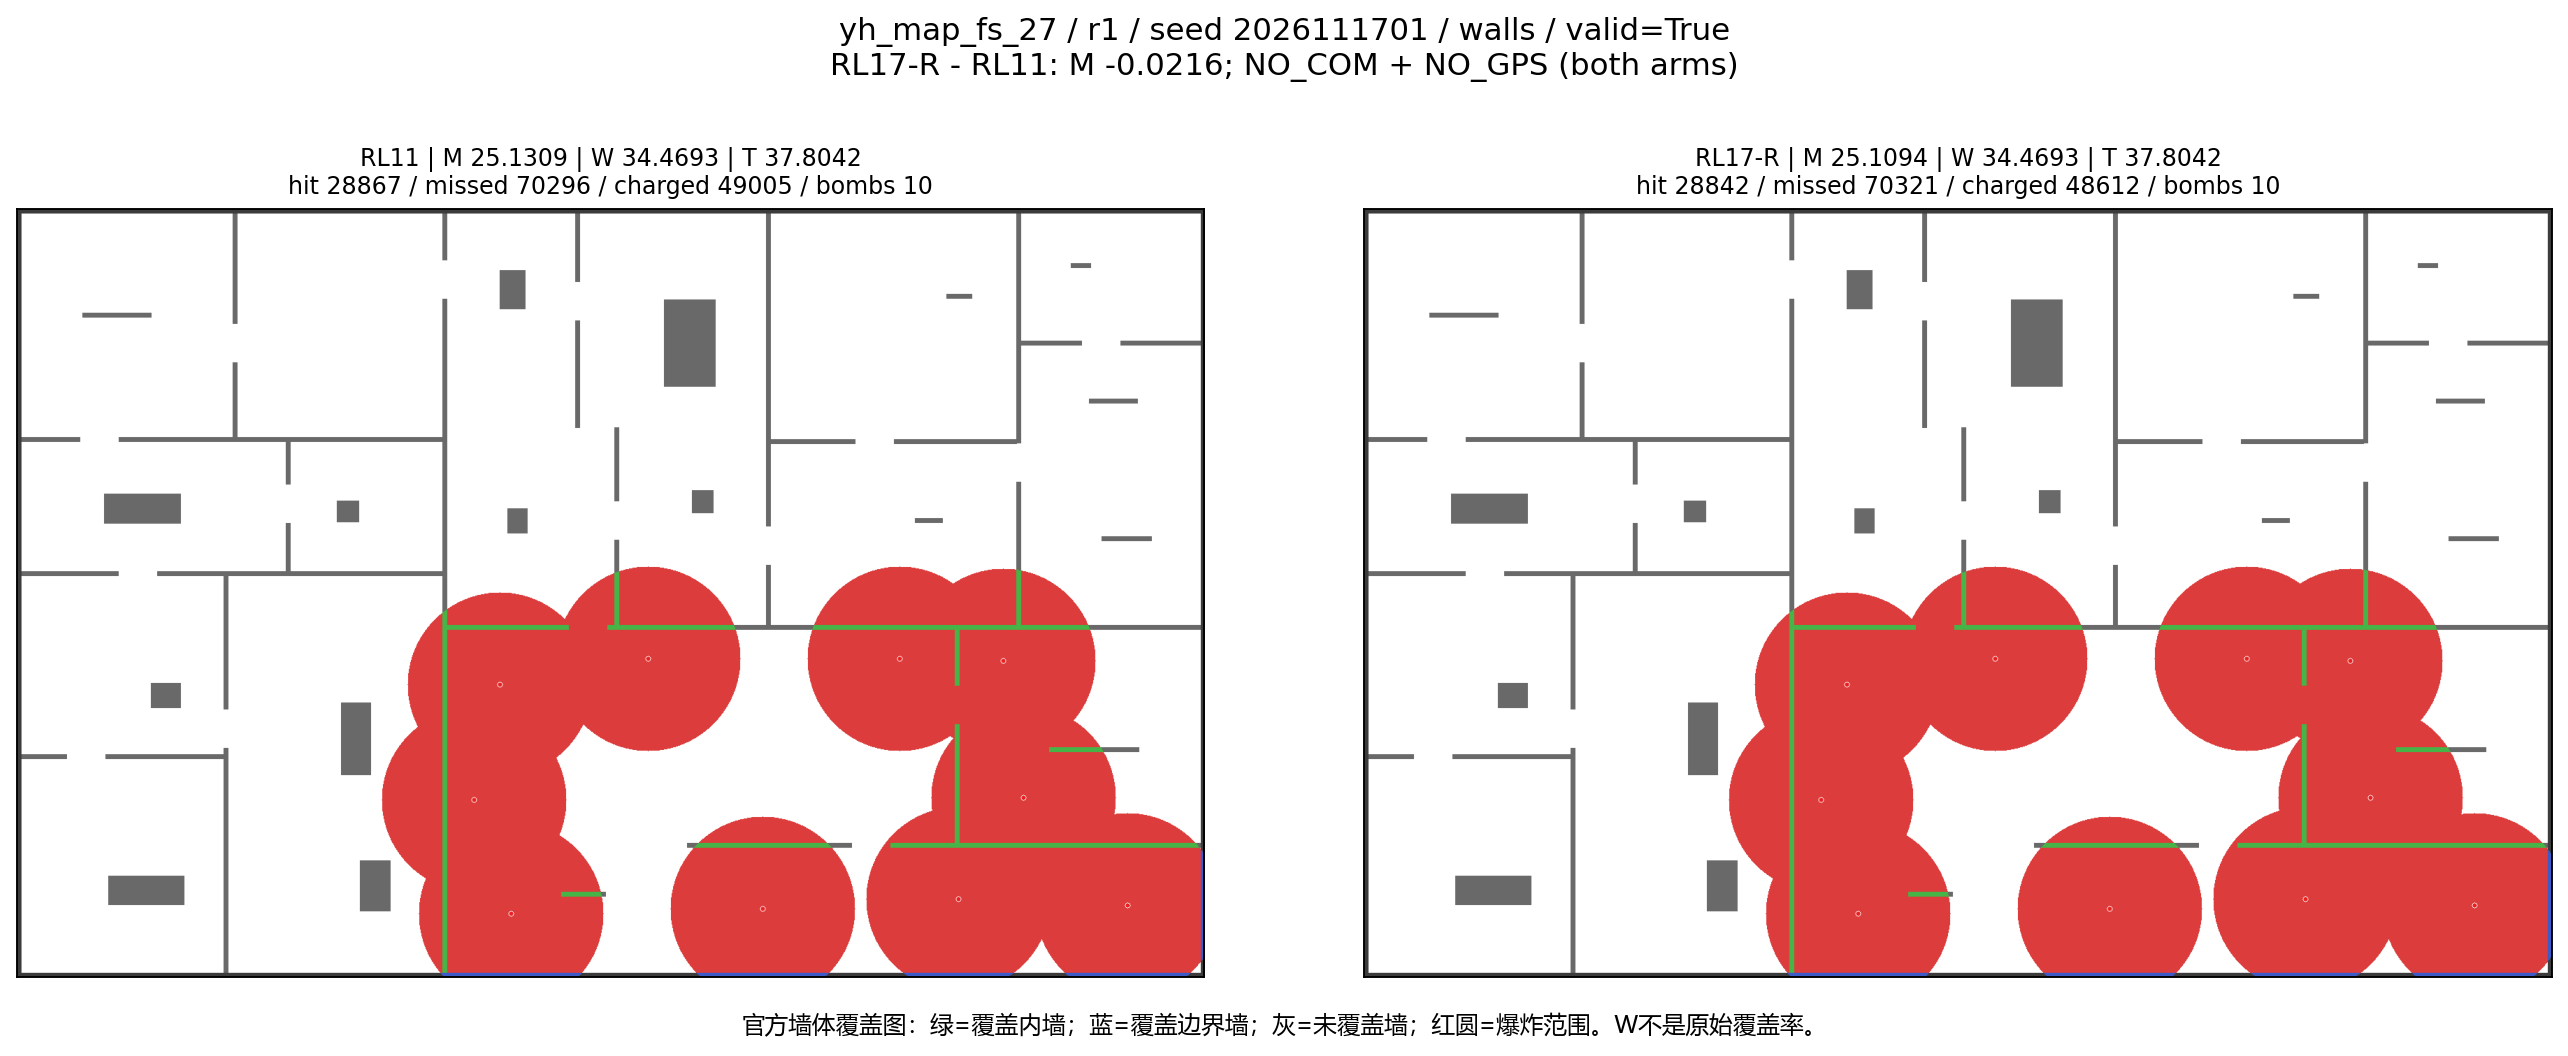 yh_map_fs_27 / r1 / seed 2026111701 / walls / valid=True
RL17-R - RL11: M -0.0216; NO_COM + NO_GPS (both arms)
RL11 | M 25.1309 | W 34.4693 | T 37.8042
hit 28867 / missed 70296 / charged 49005 / bombs 10
RL17-R | M 25.1094 | W 34.4693 | T 37.8042
hit 28842 / missed 70321 / charged 48612 / bombs 10
官方墙体覆盖图：绿=覆盖内墙；蓝=覆盖边界墙；灰=未覆盖墙；红圆=爆炸范围。W不是原始覆盖率。